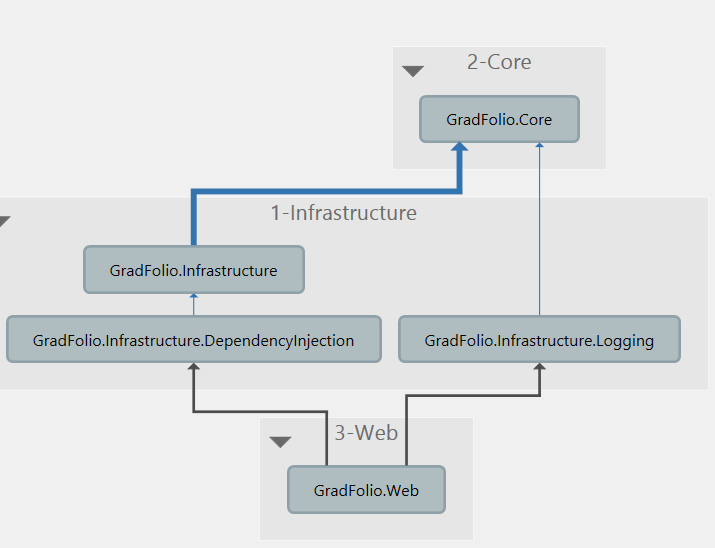 2-Core
GradFolio.Core
1-Infrastructure
GradFolio.Infrastructure
GradFolio.Infrastructure.DependencyInjection
GradFolio.Infrastructure.Logging
3-Web
GradFolio.Web